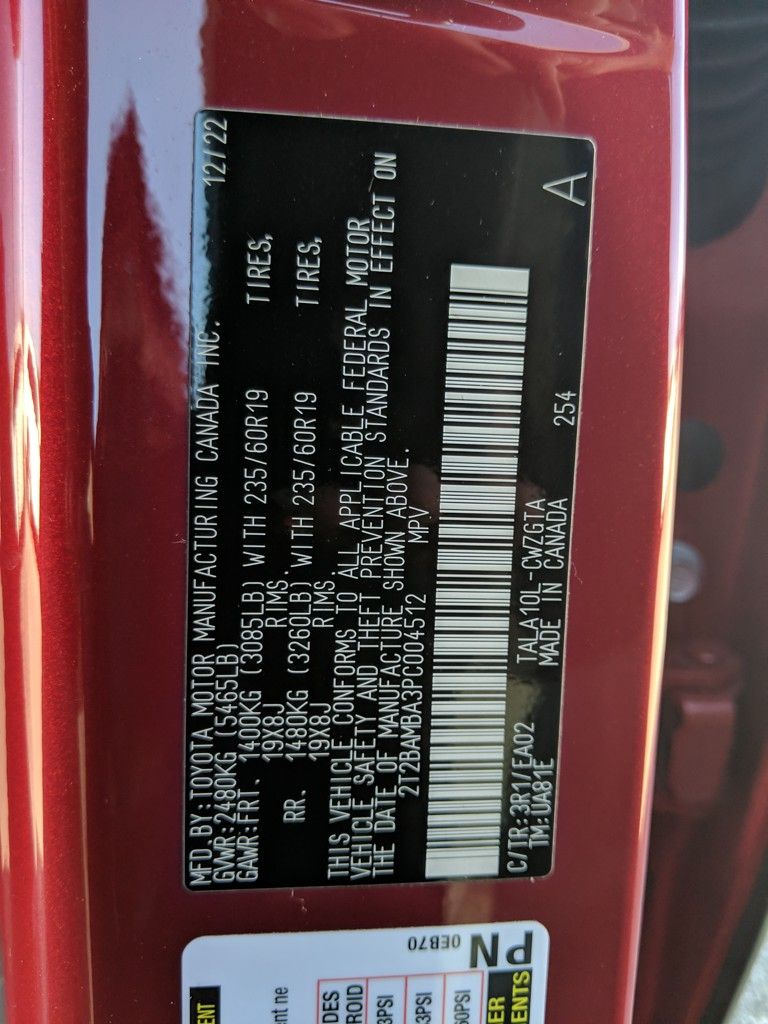 MFD.BY:TOYOTA MOTOR MANUFACTURING CANADA INC. 12/22
GVWR:2480KG (5465LB)
GAWR:FRT. 1400KG (3085LB) WITH 235/60R19 TIRES,
19X8J RIMS.
RR. 1480KG (3260LB) WITH 235/60R19 TIRES,
19X8J RIMS.
THIS VEHICLE CONFORMS TO ALL APPLICABLE FEDERAL MOTOR
VEHICLE SAFETY AND THEFT PREVENTION STANDARDS IN EFFECT ON
THE DATE OF MANUFACTURE SHOWN ABOVE.
2T2BAMBA3PC004512 MPV
C/TR:3R1/EA02 TALA10L-CWZGTA 254 A
TM:UA81E MADE IN CANADA
0EB70
PN